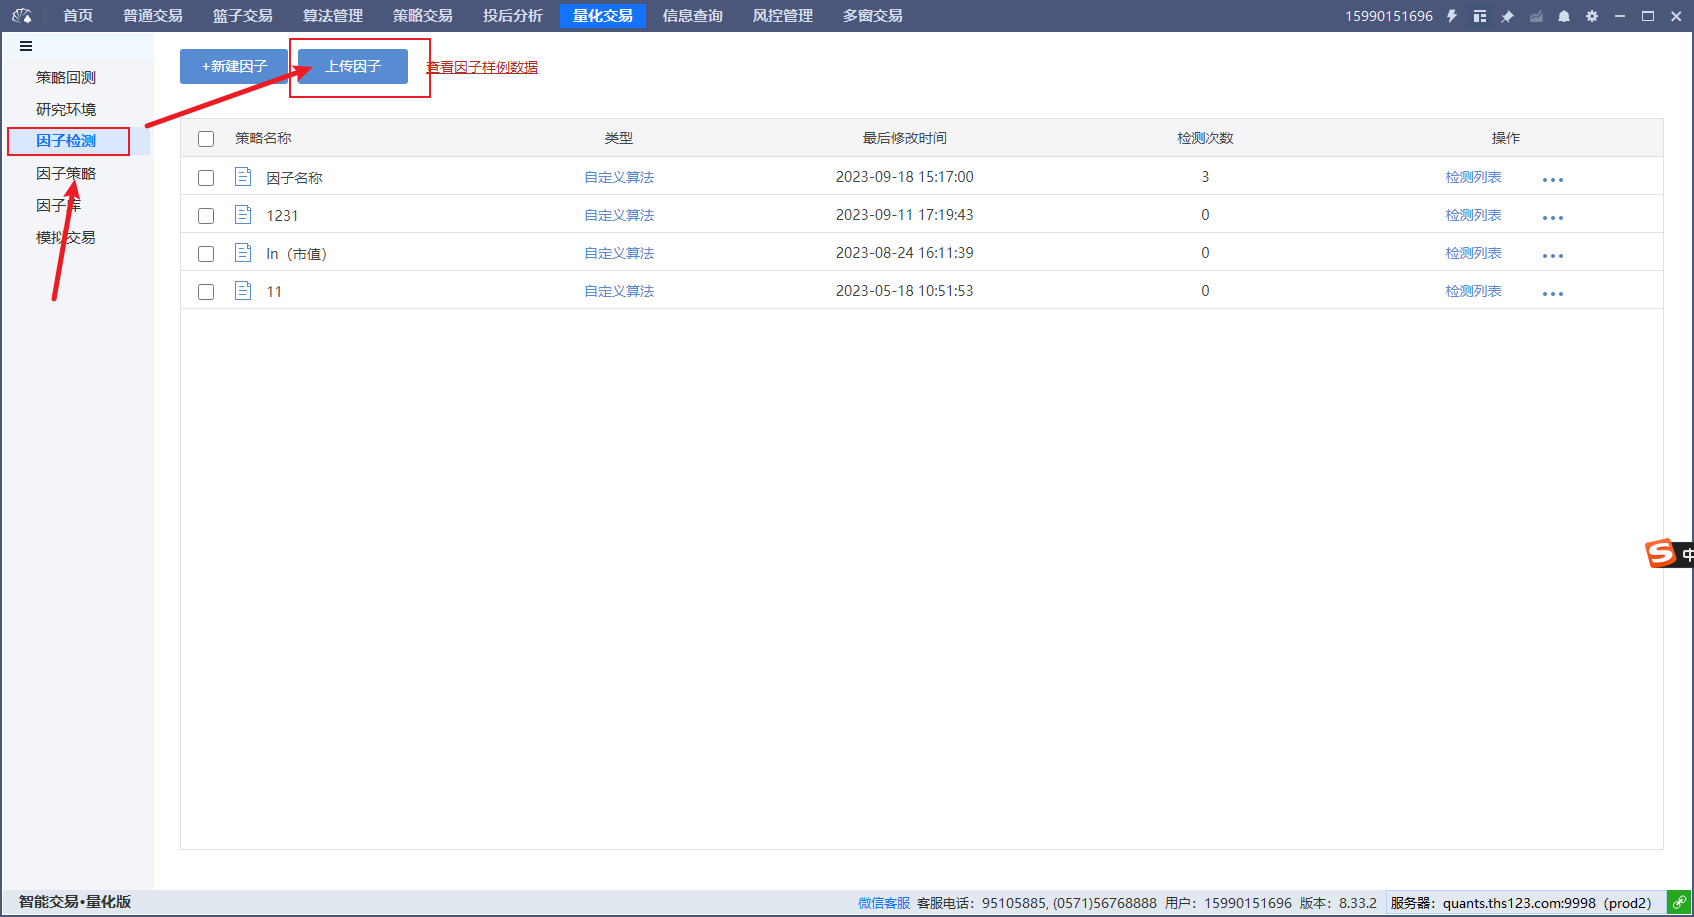 首页 普通交易 篮子交易 算法管理 策略交易 投后分析 量化交易 信息查询 风控管理 多窗交易 15990151696
策略回测
研究环境
因子检测
因子策略
因子库
模拟交易
+新建因子 上传因子 查看因子样例数据
策略名称 类型 最后修改时间 检测次数 操作
因子名称 自定义算法 2023-09-18 15:17:00 3 检测列表 •••
1231 自定义算法 2023-09-11 17:19:43 0 检测列表 •••
ln（市值） 自定义算法 2023-08-24 16:11:39 0 检测列表 •••
11 自定义算法 2023-05-18 10:51:53 0 检测列表 •••
S 中
智能交易•量化版 微信客服 客服电话：95105885, (0571)56768888 用户：15990151696 版本：8.33.2 服务器：quants.ths123.com:9998（prod2）